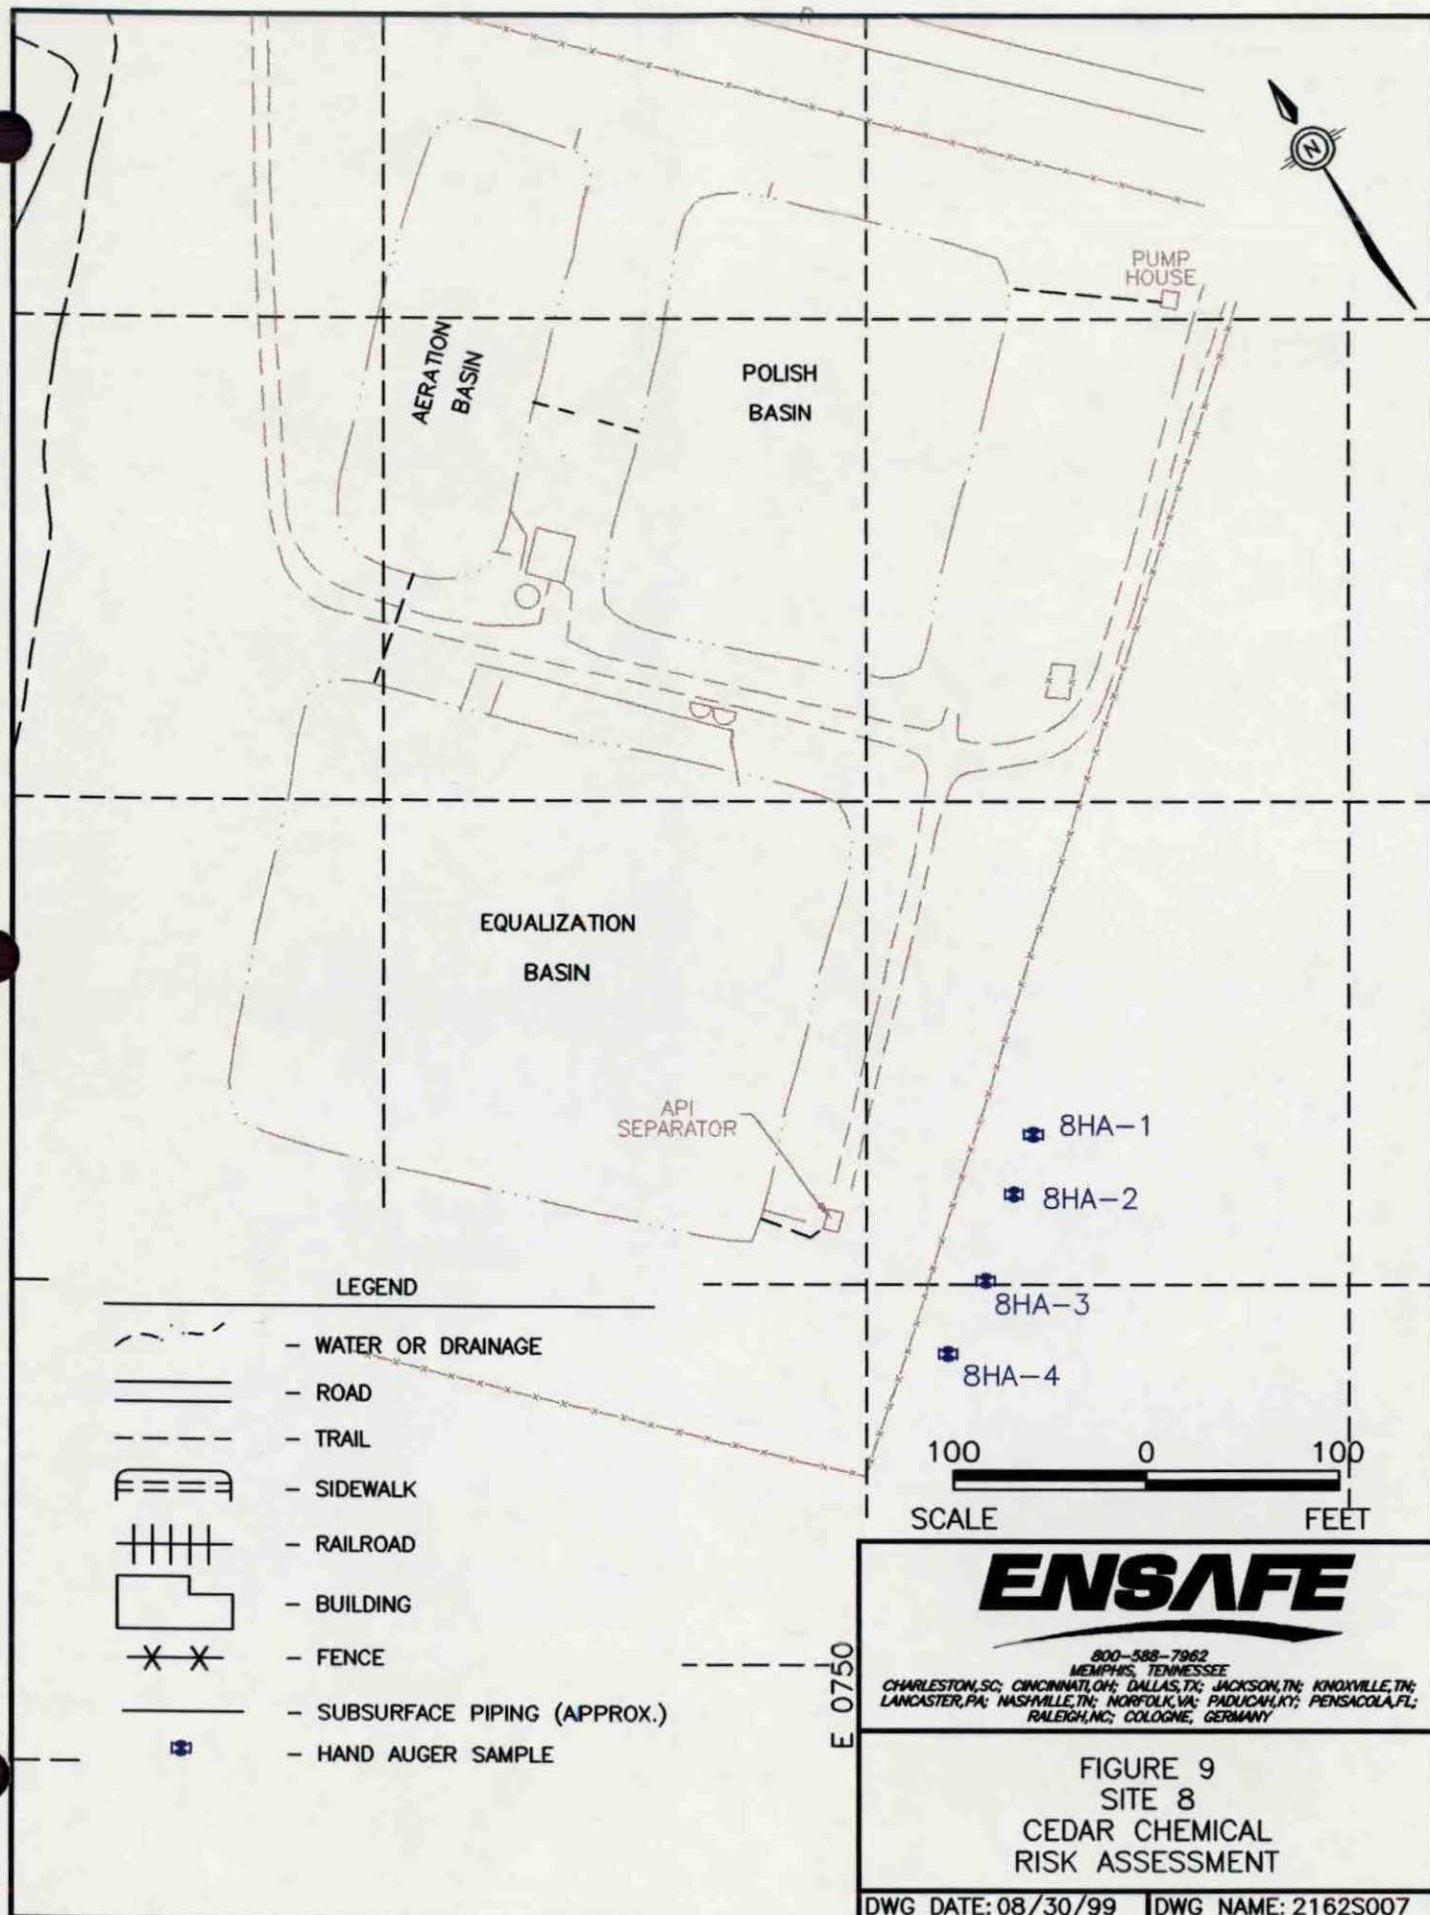 R
N
PUMP
HOUSE
AERATION
BASIN
POLISH
BASIN
EQUALIZATION
BASIN
API
SEPARATOR
8HA-1
8HA-2
8HA-3
8HA-4
LEGEND
- WATER OR DRAINAGE
- ROAD
- TRAIL
- SIDEWALK
- RAILROAD
- BUILDING
- FENCE
- SUBSURFACE PIPING (APPROX.)
- HAND AUGER SAMPLE
100 0 100
SCALE FEET
E 0750
ENSAFE
800-588-7962
MEMPHIS, TENNESSEE
CHARLESTON,SC; CINCINNATI,OH; DALLAS,TX; JACKSON,TN; KNOXVILLE,TN;
LANCASTER,PA; NASHVILLE,TN; NORFOLK,VA; PADUCAH,KY; PENSACOLA,FL;
RALEIGH,NC; COLOGNE, GERMANY
FIGURE 9
SITE 8
CEDAR CHEMICAL
RISK ASSESSMENT
DWG DATE: 08/30/99 DWG NAME: 2162S007